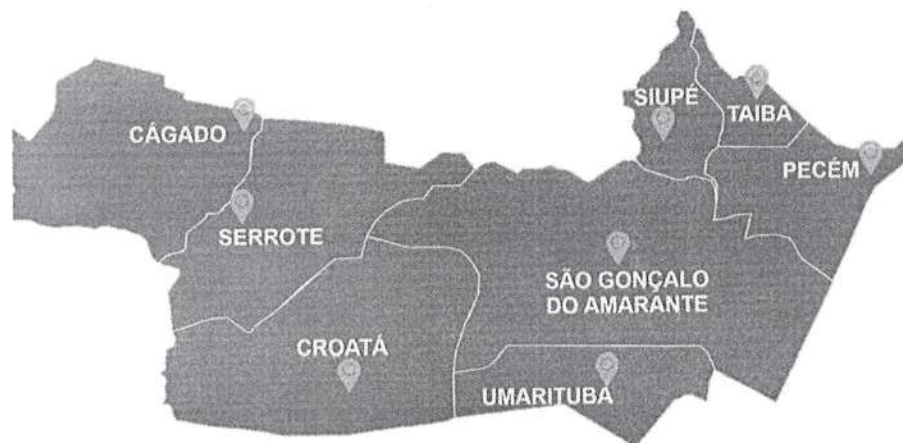 SIUPÉ
TAIBA
CÁGADO
PECÉM
SERROTE
SÃO GONÇALO
DO AMARANTE
CROATÁ
UMARITUBA